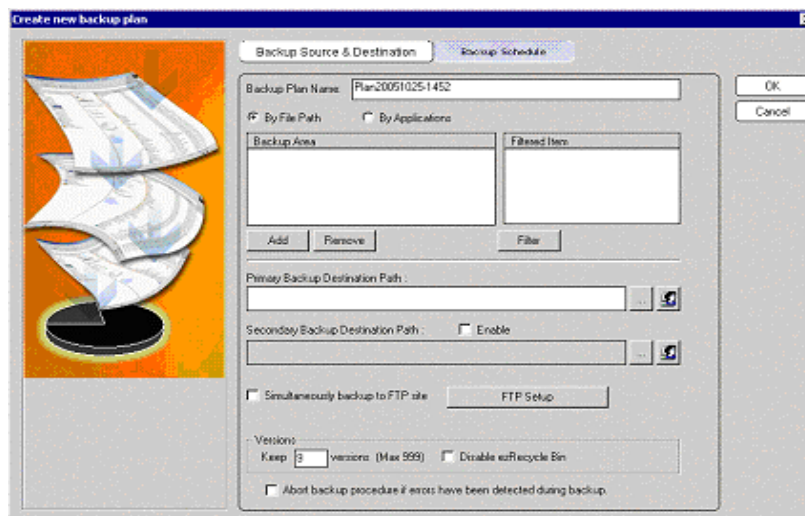 Create new backup plan
Backup Source & Destination
Backup Schedule
Backup Plan Name: Plan20051025-1452
OK
Cancel
By File Path
By Applications
Backup Area
Filtered Item
Add
Remove
Filter
Primary Backup Destination Path :
...
Secondary Backup Destination Path :
Enable
...
Simultaneously backup to FTP site
FTP Setup
Versions
Keep 9 versions (Max 999)
Disable ezRecycle Bin
Abort backup procedure if errors have been detected during backup.